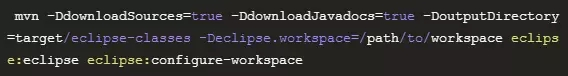 mvn -DdownloadSources=true -DdownloadJavadocs=true -DoutputDirectory
=target/eclipse-classes -Declipse.workspace=/path/to/workspace eclips
e:eclipse eclipse:configure-workspace